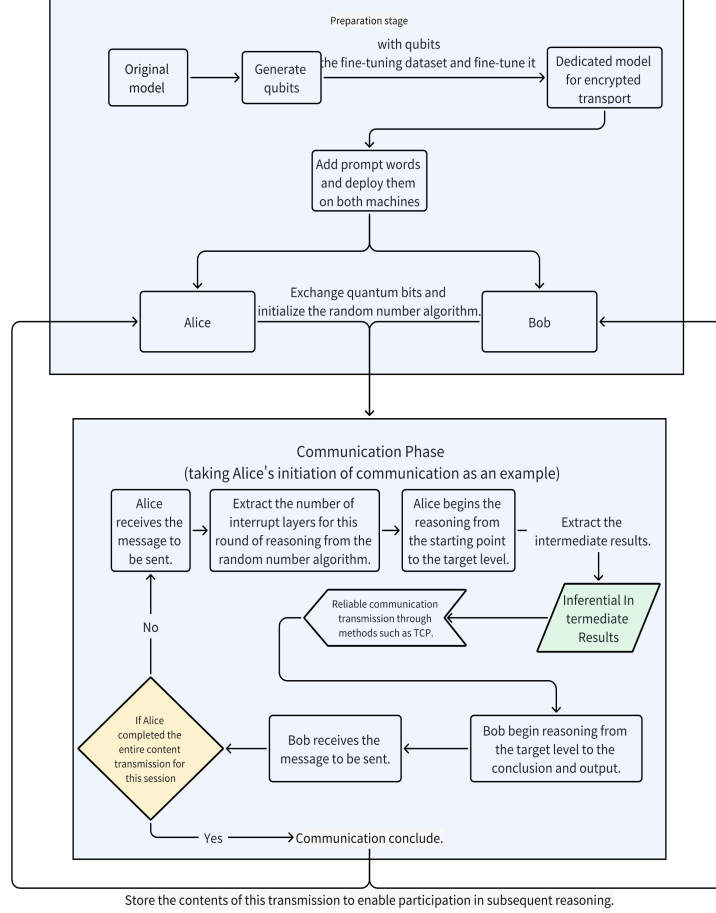 Preparation stage
with qubits
the fine-tuning dataset and fine-tune it
Original
model
Generate
qubits
Dedicated model
for encrypted
transport
Add prompt words
and deploy them
on both machines
Exchange quantum bits and
initialize the random number algorithm.
Alice
Bob
Communication Phase
(taking Alice's initiation of communication as an example)
Alice
receives the
message to
be sent.
Extract the number of
interrupt layers for this
round of reasoning from the
random number algorithm.
Alice begins the
reasoning from
the starting point
to the target level.
Extract the
intermediate results.
Inferential In
termediate
Results
Reliable communication
transmission through
methods such as TCP.
No
If Alice
completed the
entire content
transmission for
this session
Bob receives the
message to be sent.
Bob begin reasoning from
the target level to the
conclusion and output.
Yes
Communication conclude.
Store the contents of this transmission to enable participation in subsequent reasoning.